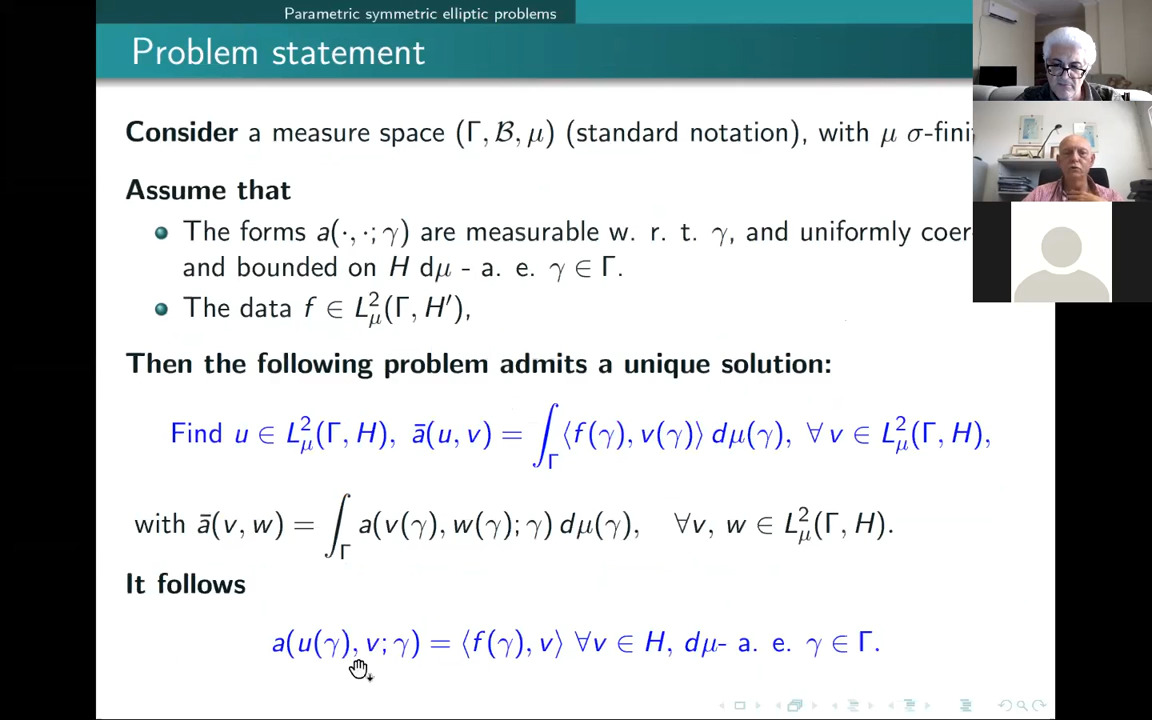 Parametric symmetric elliptic problems
Problem statement
Consider a measure space (Γ, ℬ, μ) (standard notation), with μ σ-fini
Assume that
The forms a(·, ·; γ) are measurable w. r. t. γ, and uniformly coer
and bounded on H dμ - a. e. γ ∈ Γ.
The data f ∈ L²_μ(Γ, H′),
Then the following problem admits a unique solution:
Find u ∈ L²_μ(Γ, H), ā(u, v) = ∫_Γ ⟨f(γ), v(γ)⟩ dμ(γ), ∀ v ∈ L²_μ(Γ, H),
with ā(v, w) = ∫_Γ a(v(γ), w(γ); γ) dμ(γ), ∀v, w ∈ L²_μ(Γ, H).
It follows
a(u(γ), v; γ) = ⟨f(γ), v⟩ ∀v ∈ H, dμ- a. e. γ ∈ Γ.